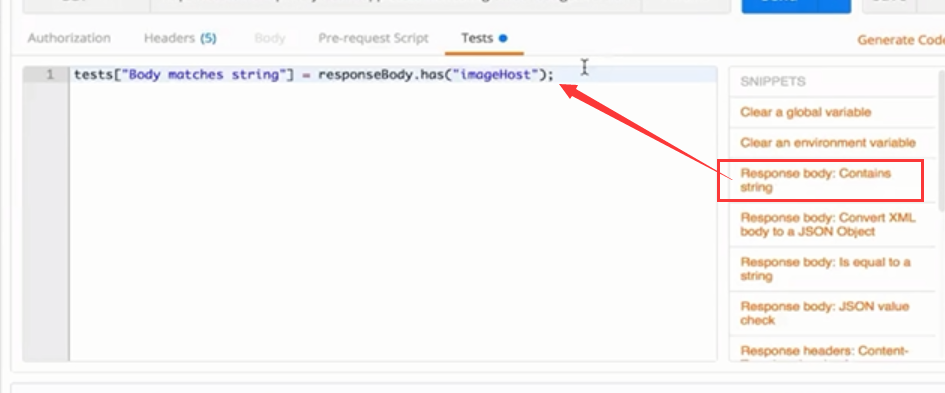 Authorization Headers (5) Body Pre-request Script Tests Generate Code
1 tests["Body matches string"] = responseBody.has("imageHost");
SNIPPETS
Clear a global variable
Clear an environment variable
Response body: Contains
string
Response body: Convert XML
body to a JSON Object
Response body: Is equal to a
string
Response body: JSON value
check
Response headers: Content-